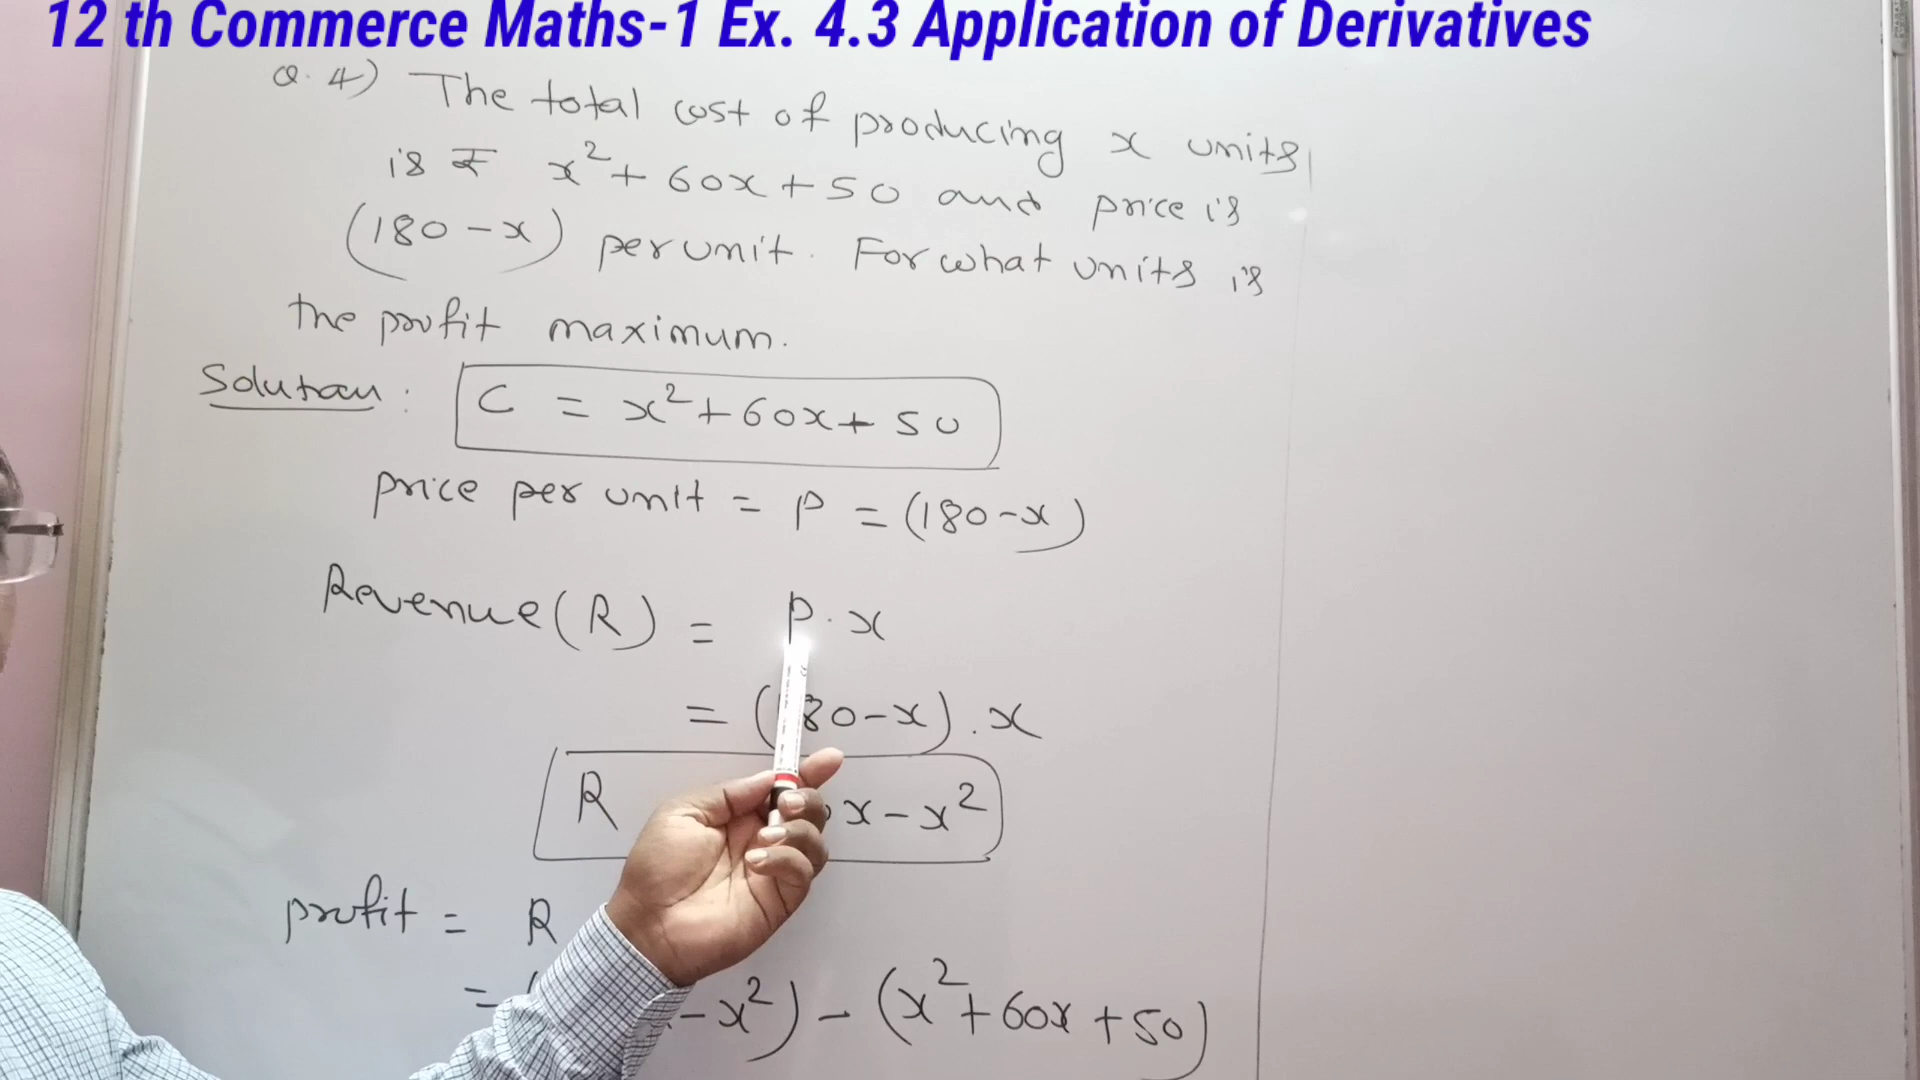 12 th Commerce Maths-1 Ex. 4.3 Application of Derivatives
Q.4) The total cost of producing x units
is ₹ x²+60x+50 and price is
(180-x) per unit. For what units is
the profit maximum.
Solution: C = x²+60x+50
price per unit = P = (180-x)
Revenue(R) = P.x
= (80-x).x
R x-x²
profit = R
= ( -x²) - (x²+60x+50)